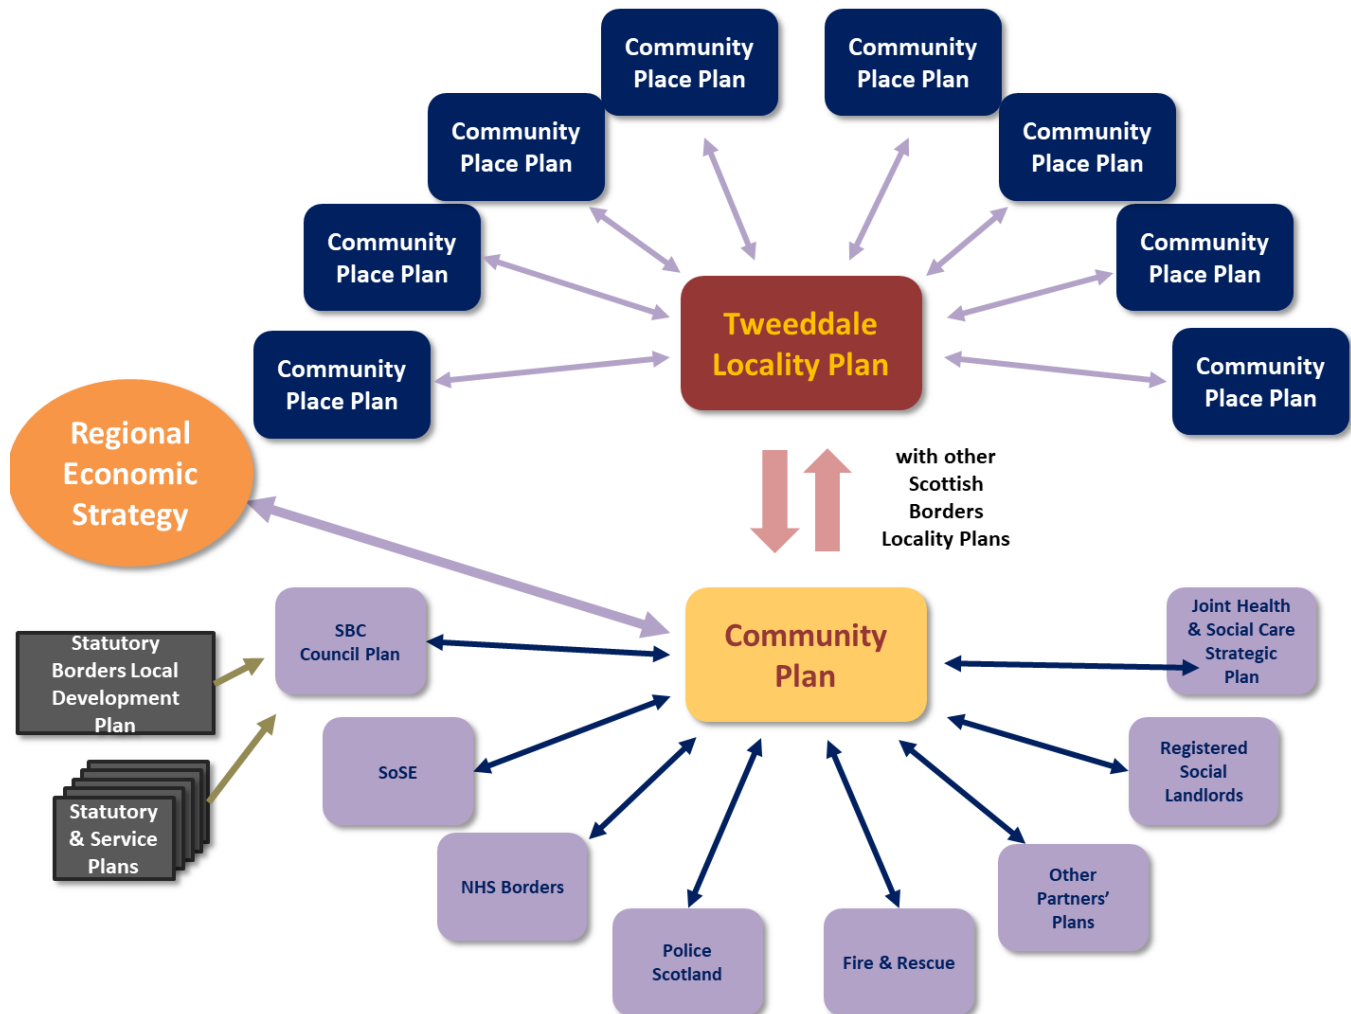 Community
Place Plan
Community
Place Plan
Community
Place Plan
Community
Place Plan
Community
Place Plan
Community
Place Plan
Community
Place Plan
Community
Place Plan
Tweeddale
Locality Plan
Regional
Economic
Strategy
with other
Scottish
Borders
Locality Plans
Community
Plan
SBC
Council Plan
Statutory
Borders Local
Development
Plan
Statutory
& Service
Plans
SoSE
NHS Borders
Police
Scotland
Fire & Rescue
Other
Partners’
Plans
Registered
Social
Landlords
Joint Health
& Social Care
Strategic
Plan